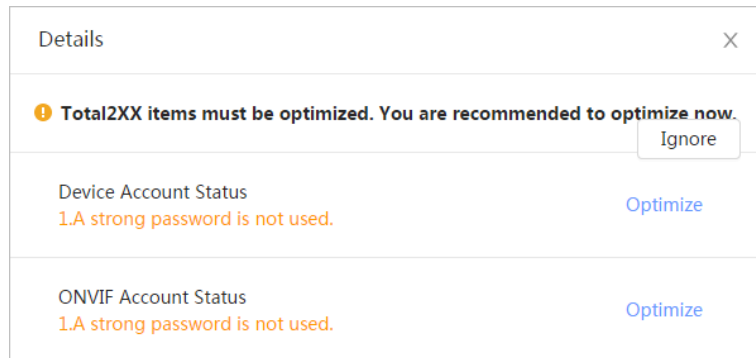 Details
Total2XX items must be optimized. You are recommended to optimize now.
Ignore
Device Account Status
Optimize
1.A strong password is not used.
ONVIF Account Status
Optimize
1.A strong password is not used.